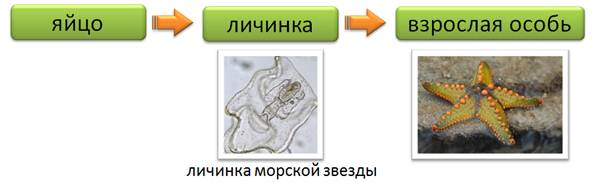 яйцо
личинка
взрослая особь
личинка морской звезды